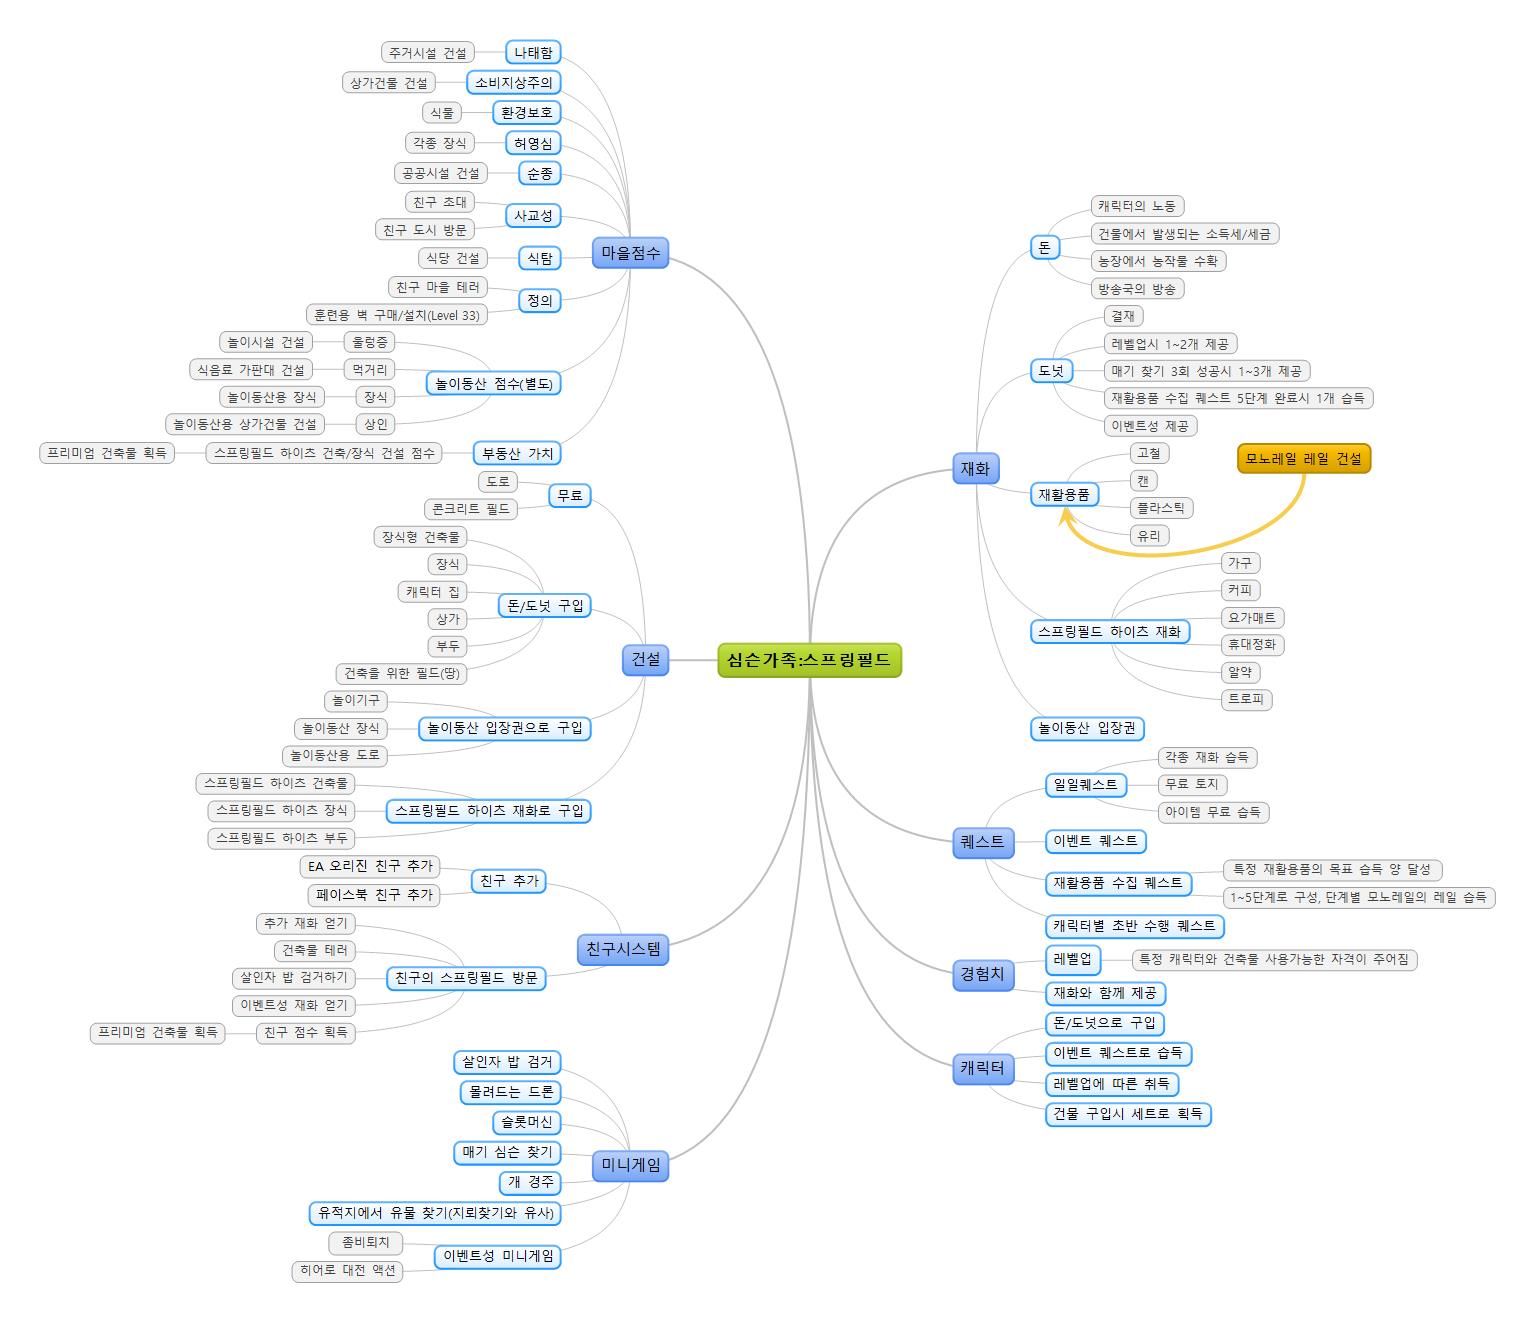 심슨가족:스프링필드
마을점수
나태함
주거시설 건설
소비지상주의
상가건물 건설
환경보호
식물
허영심
각종 장식
순종
공공시설 건설
사교성
친구 초대
친구 도시 방문
식탐
식당 건설
정의
친구 마을 테러
훈련용 벽 구매/설치(Level 33)
놀이동산 점수(별도)
울렁증
놀이시설 건설
먹거리
식음료 가판대 건설
장식
놀이동산용 장식
상인
놀이동산용 상가건물 건설
부동산 가치
스프링필드 하이츠 건축/장식 건설 점수
프리미엄 건축물 획득
건설
무료
도로
콘크리트 필드
돈/도넛 구입
장식형 건축물
장식
캐릭터 집
상가
부두
건축을 위한 필드(땅)
놀이동산 입장권으로 구입
놀이기구
놀이동산 장식
놀이동산용 도로
스프링필드 하이츠 재화로 구입
스프링필드 하이츠 건축물
스프링필드 하이츠 장식
스프링필드 하이츠 부두
친구시스템
친구 추가
EA 오리진 친구 추가
페이스북 친구 추가
친구의 스프링필드 방문
추가 재화 얻기
건축물 테러
살인자 밥 검거하기
이벤트성 재화 얻기
친구 점수 획득
프리미엄 건축물 획득
미니게임
살인자 밥 검거
몰려드는 드론
슬롯머신
매기 심슨 찾기
개 경주
유적지에서 유물 찾기(지뢰찾기와 유사)
이벤트성 미니게임
좀비퇴치
히어로 대전 액션
재화
돈
캐릭터의 노동
건물에서 발생되는 소득세/세금
농장에서 농작물 수확
방송국의 방송
도넛
결재
레벨업시 1~2개 제공
매기 찾기 3회 성공시 1~3개 제공
재활용품 수집 퀘스트 5단계 완료시 1개 습득
이벤트성 제공
재활용품
고철
캔
플라스틱
유리
모노레일 레일 건설
스프링필드 하이츠 재화
가구
커피
요가매트
휴대정화
알약
트로피
놀이동산 입장권
퀘스트
일일퀘스트
각종 재화 습득
무료 토지
아이템 무료 습득
이벤트 퀘스트
재활용품 수집 퀘스트
특정 재활용품의 목표 습득 양 달성
1~5단계로 구성, 단계별 모노레일의 레일 습득
캐릭터별 초반 수행 퀘스트
경험치
레벨업
특정 캐릭터와 건축물 사용가능한 자격이 주어짐
재화와 함께 제공
캐릭터
돈/도넛으로 구입
이벤트 퀘스트로 습득
레벨업에 따른 취득
건물 구입시 세트로 획득